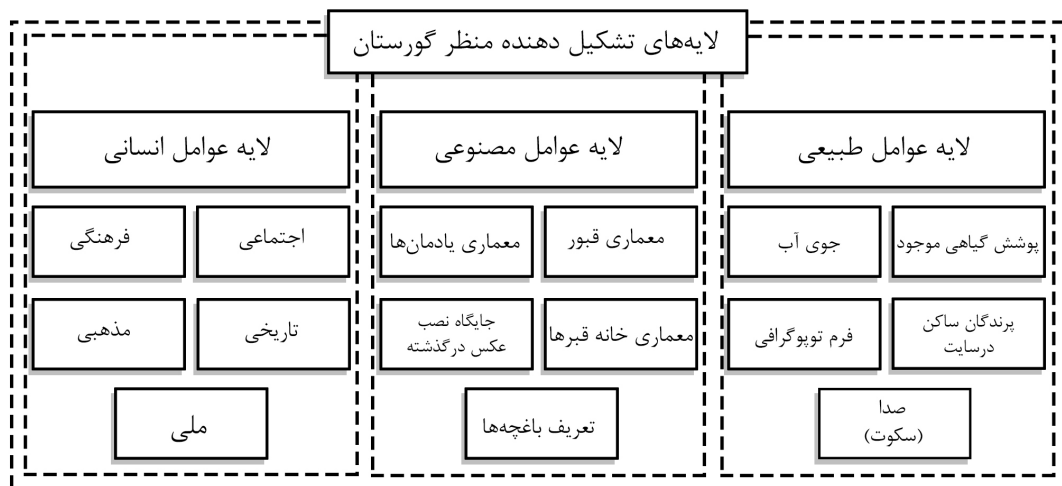 لایه‌های تشکیل دهنده منظر گورستان
لایه عوامل طبیعی
پوشش گیاهی موجود
جوی آب
پرندگان ساکن
درسایت
فرم توپوگرافی
صدا
(سکوت)
لایه عوامل مصنوعی
معماری قبور
معماری یادمان‌ها
معماری خانه قبرها
جایگاه نصب
عکس درگذشته
تعریف باغچه‌ها
لایه عوامل انسانی
اجتماعی
فرهنگی
تاریخی
مذهبی
ملی